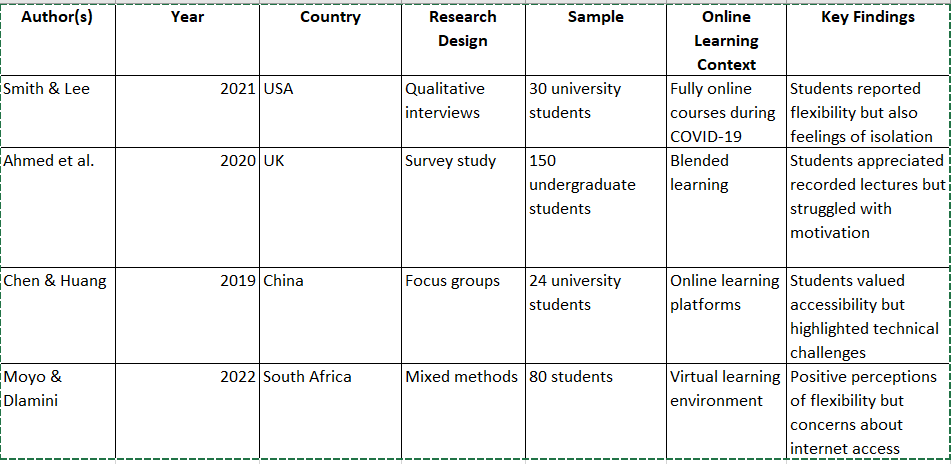 Author(s) Year Country Research Design Sample Online Learning Context Key Findings
Smith & Lee 2021 USA Qualitative interviews 30 university students Fully online courses during COVID-19 Students reported flexibility but also feelings of isolation
Ahmed et al. 2020 UK Survey study 150 undergraduate students Blended learning Students appreciated recorded lectures but struggled with motivation
Chen & Huang 2019 China Focus groups 24 university students Online learning platforms Students valued accessibility but highlighted technical challenges
Moyo & Dlamini 2022 South Africa Mixed methods 80 students Virtual learning environment Positive perceptions of flexibility but concerns about internet access